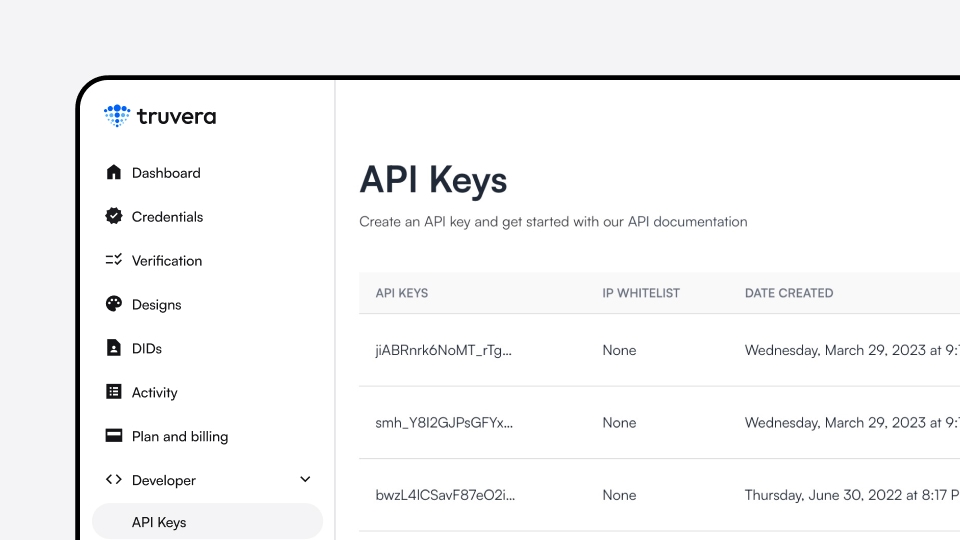 truvera
Dashboard
Credentials
Verification
Designs
DIDs
Activity
Plan and billing
Developer
API Keys
API Keys
Create an API key and get started with our API documentation
API KEYS IP WHITELIST DATE CREATED
jiABRnrk6NoMT_rTg... None Wednesday, March 29, 2023 at 9:
smh_Y8I2GJPsGFYx... None Wednesday, March 29, 2023 at 9:
bwzL4ICSavF87eO2i... None Thursday, June 30, 2022 at 8:17 P